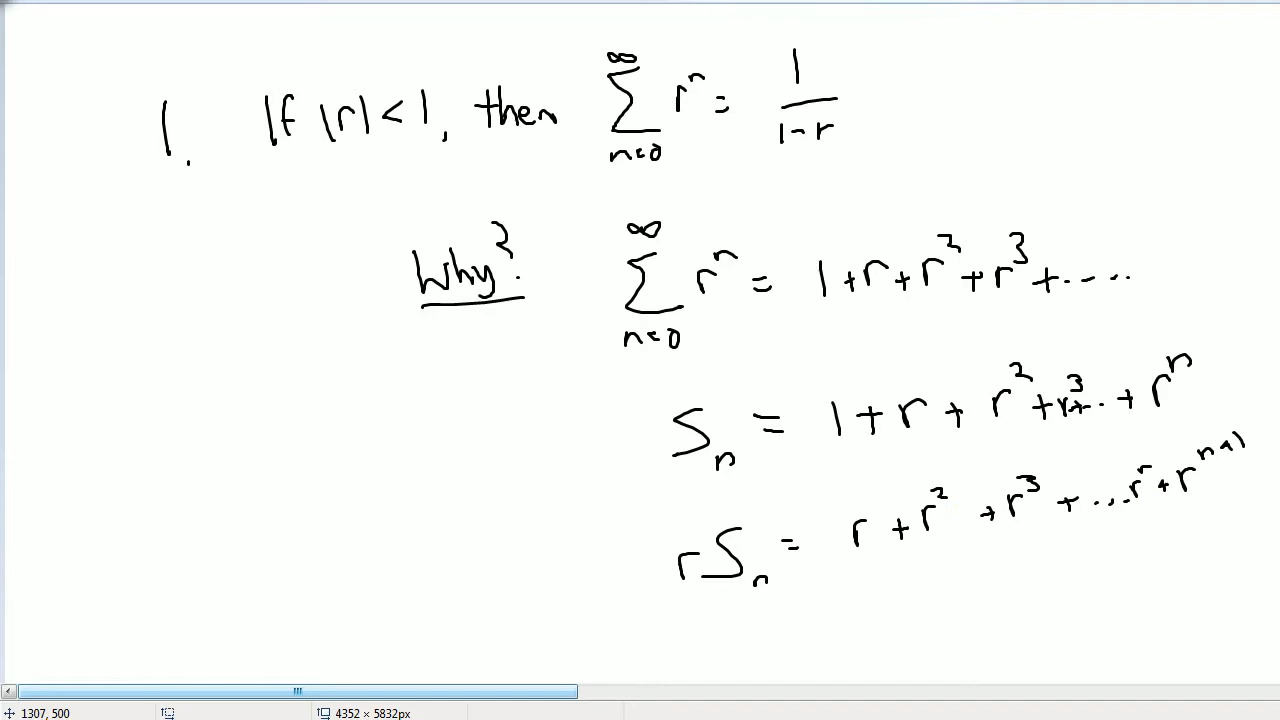 1. If |r| < 1, then ∑_{n=0}^{∞} r^n = 1/(1-r)
Why? ∑_{n=0}^{∞} r^n = 1 + r + r^2 + r^3 + ....
S_n = 1 + r + r^2 + r^3 + .. + r^n
rS_n = r + r^2 + r^3 + ... r^n + r^{n+1}
1307, 500 4352 × 5832px